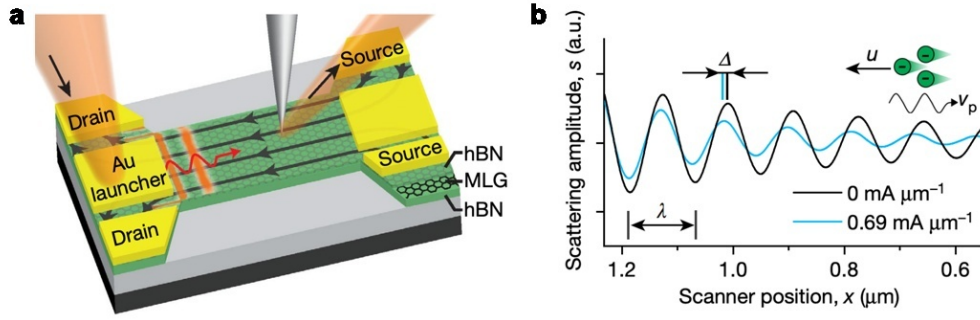 a
Drain
Au
launcher
Drain
Source
Source
hBN
MLG
hBN
b
Scattering amplitude, s (a.u.)
Δ
u
vp
λ
0 mA μm⁻¹
0.69 mA μm⁻¹
1.2 1.0 0.8 0.6
Scanner position, x (μm)